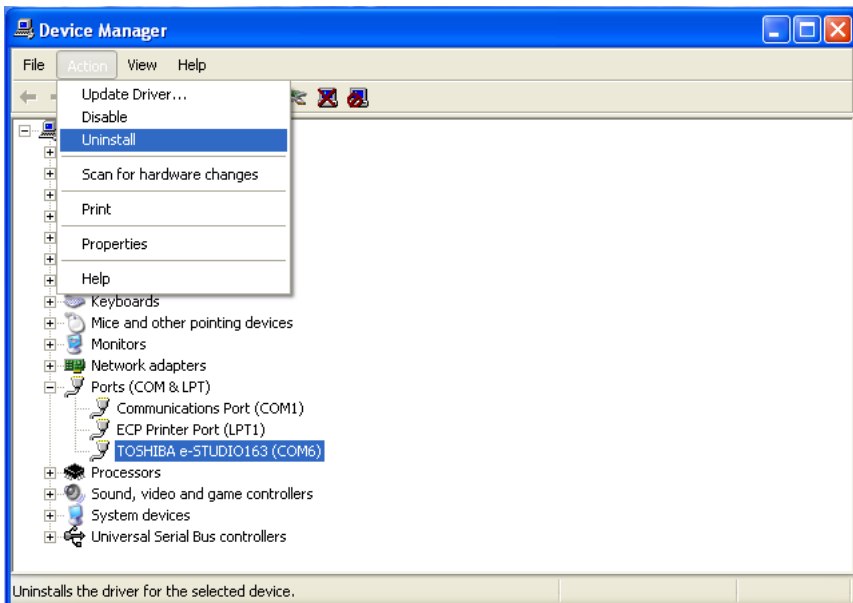 Device Manager
File Action View Help
Update Driver...
Disable
Uninstall
Scan for hardware changes
Print
Properties
Help
Keyboards
Mice and other pointing devices
Monitors
Network adapters
Ports (COM & LPT)
Communications Port (COM1)
ECP Printer Port (LPT1)
TOSHIBA e-STUDIO163 (COM6)
Processors
Sound, video and game controllers
System devices
Universal Serial Bus controllers
Uninstalls the driver for the selected device.